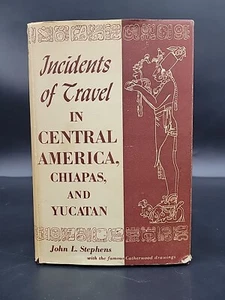 Incidents
of Travel
IN
CENTRAL
AMERICA,
CHIAPAS,
AND
YUCATAN
John L. Stephens
with the famous Catherwood drawings